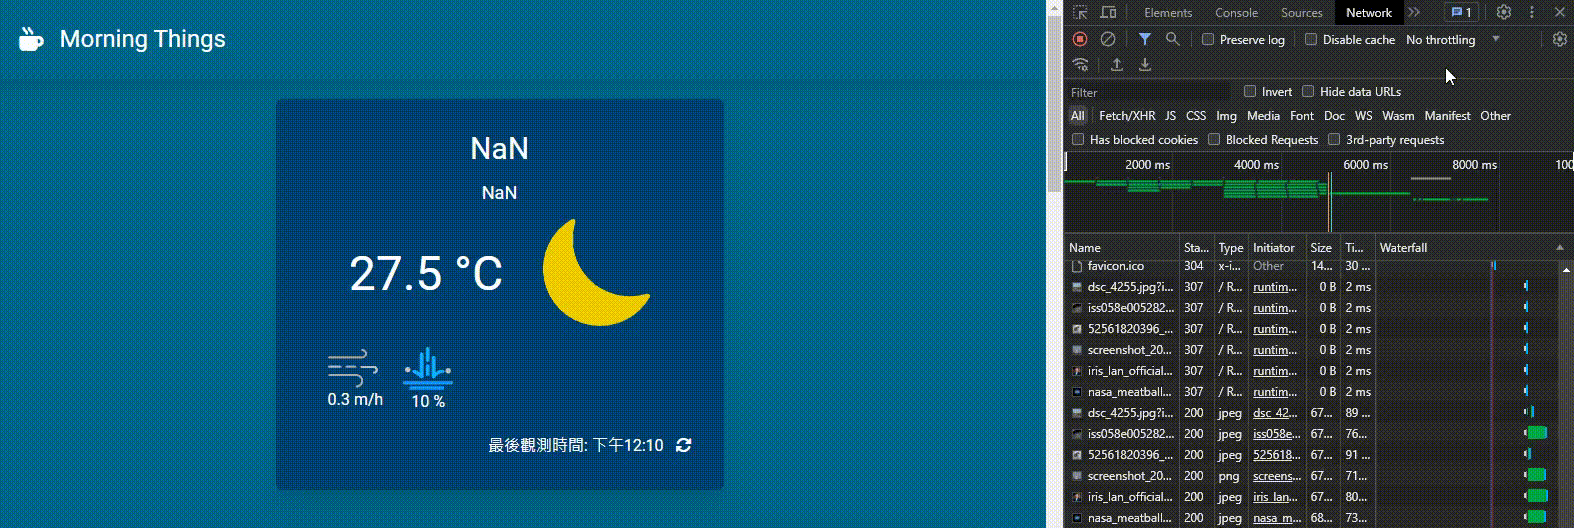 Morning Things
NaN
NaN
27.5 °C
0.3 m/h
10 %
最後觀測時間: 下午12:10
Elements Console Sources Network 1
Preserve log Disable cache No throttling
Filter Invert Hide data URLs
All Fetch/XHR JS CSS Img Media Font Doc WS Wasm Manifest Other
Has blocked cookies Blocked Requests 3rd-party requests
2000 ms 4000 ms 6000 ms 8000 ms 100
Name Sta... Type Initiator Size Ti... Waterfall
favicon.ico 304 x-i... Other 14... 30 ...
dsc_4255.jpg?i... 307 / R... runtim... 0 B 2 ms
iss058e005282... 307 / R... runtim... 0 B 2 ms
52561820396_... 307 / R... runtim... 0 B 2 ms
screenshot_20... 307 / R... runtim... 0 B 2 ms
iris_lan_official... 307 / R... runtim... 0 B 2 ms
nasa_meatball... 307 / R... runtim... 0 B 2 ms
dsc_4255.jpg?i... 200 jpeg dsc_42... 67... 89 ...
iss058e005282... 200 jpeg iss058e... 67... 76...
52561820396_... 200 jpeg 525618... 67... 91 ...
screenshot_20... 200 png screens... 67... 71...
iris_lan_official... 200 jpeg iris_lan... 67... 80...
nasa_meatball... 200 jpeg nasa_m... 68... 73...